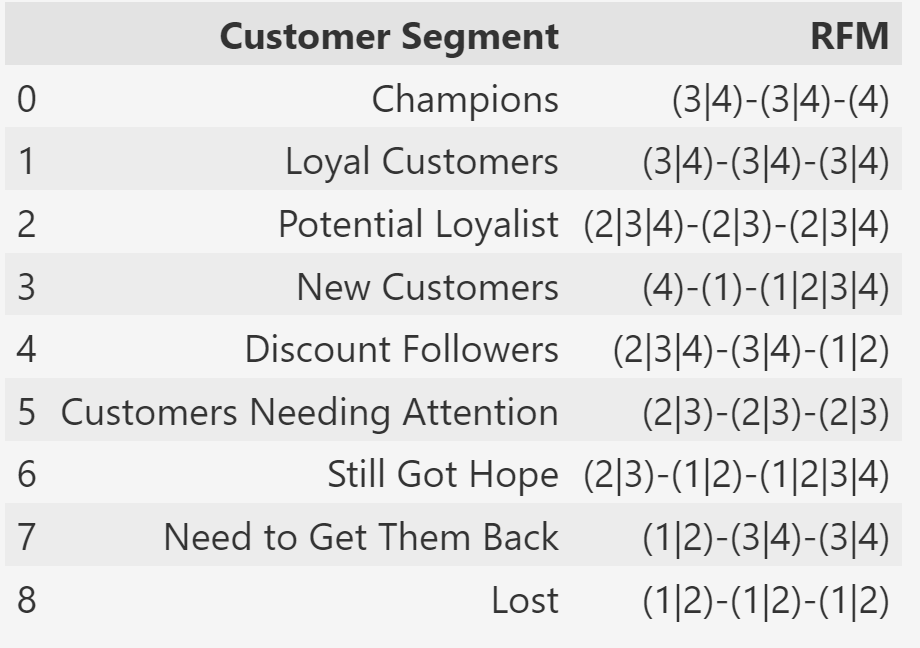 Customer Segment RFM
0 Champions (3|4)-(3|4)-(4)
1 Loyal Customers (3|4)-(3|4)-(3|4)
2 Potential Loyalist (2|3|4)-(2|3)-(2|3|4)
3 New Customers (4)-(1)-(1|2|3|4)
4 Discount Followers (2|3|4)-(3|4)-(1|2)
5 Customers Needing Attention (2|3)-(2|3)-(2|3)
6 Still Got Hope (2|3)-(1|2)-(1|2|3|4)
7 Need to Get Them Back (1|2)-(3|4)-(3|4)
8 Lost (1|2)-(1|2)-(1|2)